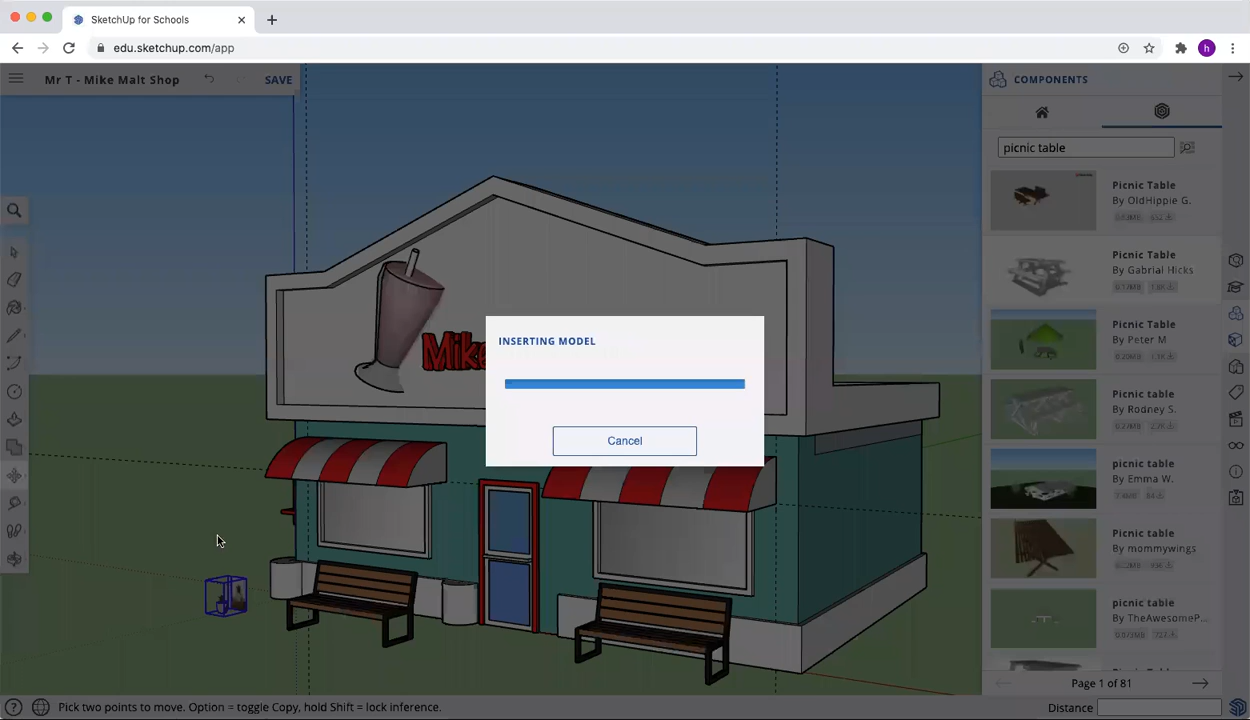 SketchUp for Schools
edu.sketchup.com/app
h
Mr T - Mike Malt Shop
SAVE
COMPONENTS
picnic table
Picnic Table
By OldHippie G.
Picnic Table
By Gabrial Hicks
Picnic Table
By Peter M
Picnic Table
By Rodney S.
picnic table
By Emma W.
Picnic table
By mommywings
picnic table
By TheAwesomeP...
Mike
INSERTING MODEL
Cancel
Page 1 of 81
Pick two points to move. Option = toggle Copy, hold Shift = lock inference.
Distance